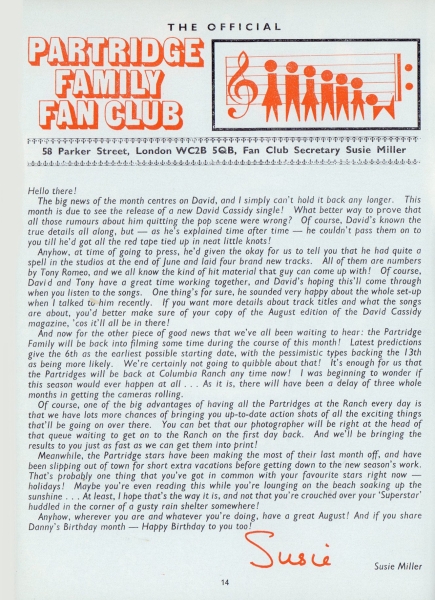 THE OFFICIAL
PARTRIDGE
FAMILY
FAN CLUB
58 Parker Street, London WC2B 5QB, Fan Club Secretary Susie Miller
Hello there!
The big news of the month centres on David, and I simply can't hold it back any longer. This
month is due to see the release of a new David Cassidy single! What better way to prove that
all those rumours about him quitting the pop scene were wrong? Of course, David's known the
true details all along, but — as he's explained time after time — he couldn't pass them on to
you till he'd got all the red tape tied up in neat little knots!
Anyhow, at time of going to press, he'd given the okay for us to tell you that he had quite a
spell in the studios at the end of June and laid four brand new tracks. All of them are numbers
by Tony Romeo, and we all know the kind of hit material that guy can come up with! Of course,
David and Tony have a great time working together, and David's hoping this'll come through
when you listen to the songs. One thing's for sure, he sounded very happy about the whole set-up
when I talked to him recently. If you want more details about track titles and what the songs
are about, you'd better make sure of your copy of the August edition of the David Cassidy
magazine, 'cos it'll all be in there!
And now for the other piece of good news that we've all been waiting to hear: the Partridge
Family will be back into filming some time during the course of this month! Latest predictions
give the 6th as the earliest possible starting date, with the pessimistic types backing the 13th
as being more likely. We're certainly not going to quibble about that! It's enough for us that
the Partridges will be back at Columbia Ranch any time now! I was beginning to wonder if
this season would ever happen at all . . . As it is, there will have been a delay of three whole
months in getting the cameras rolling.
Of course, one of the big advantages of having all the Partridges at the Ranch every day is
that we have lots more chances of bringing you up-to-date action shots of all the exciting things
that'll be going on over there. You can bet that our photographer will be right at the head of
that queue waiting to get on to the Ranch on the first day back. And we'll be bringing the
results to you just as fast as we can get them into print!
Meanwhile, the Partridge stars have been making the most of their last month off, and have
been slipping out of town for short extra vacations before getting down to the new season's work.
That's probably one thing that you've got in common with your favourite stars right now —
holidays! Maybe you're even reading this while you're lounging on the beach soaking up the
sunshine . . . At least, I hope that's the way it is, and not that you're crouched over your 'Superstar'
huddled in the corner of a gusty rain shelter somewhere!
Anyhow, wherever you are and whatever you're doing, have a great August! And if you share
Danny's Birthday month — Happy Birthday to you too!
Susie
Susie Miller
14